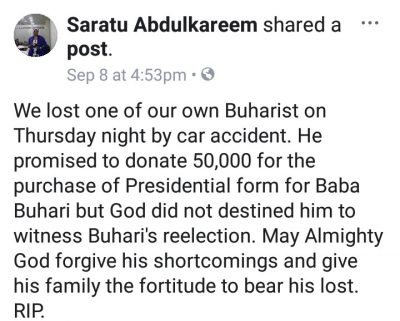 Saratu Abdulkareem shared a
post.
Sep 8 at 4:53pm •
We lost one of our own Buharist on
Thursday night by car accident. He
promised to donate 50,000 for the
purchase of Presidential form for Baba
Buhari but God did not destined him to
witness Buhari's reelection. May Almighty
God forgive his shortcomings and give
his family the fortitude to bear his lost.
RIP.